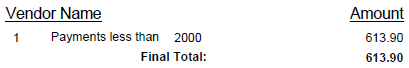 Vendor Name Amount
1 Payments less than 2000 613.90
Final Total: 613.90